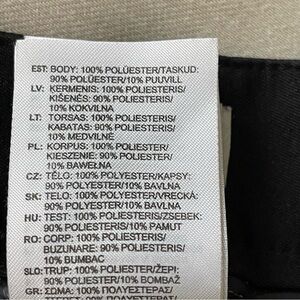 EST: BODY: 100% POLÜESTER/TASKUD:
90% POLÜESTER/10% PUUVILL
LV: ĶERMENIS: 100% POLIESTERIS/
KIŠENĒS: 90% POLIESTERIS/
10% KOKVILNA
LT: TORSAS: 100% POLIESTERIS/
KABATAS: 90% POLIESTERIS/
10% MEDVILNĖ
PL: KORPUS: 100% POLIESTER/
KIESZENIE: 90% POLIESTER/
10% BAWEŁNA
CZ: TĚLO: 100% POLYESTER/KAPSY:
90% POLYESTER/10% BAVLNA
SK: TELO: 100% POLYESTER/VRECKÁ:
90% POLYESTER/10% BAVLNA
HU: TEST: 100% POLIÉSZTER/ZSEBEK:
90% POLIÉSZTER/10% PAMUT
RO: CORP: 100% POLIESTER/
BUZUNARE: 90% POLIESTER/
10% BUMBAC
SLO: TRUP: 100% POLIESTER/ŽEPI:
90% POLIESTER/10% BOMBAŽ
GR: ΣΩΜΑ: 100% ΠΟΛΥΕΣΤΕΡΑΣ/